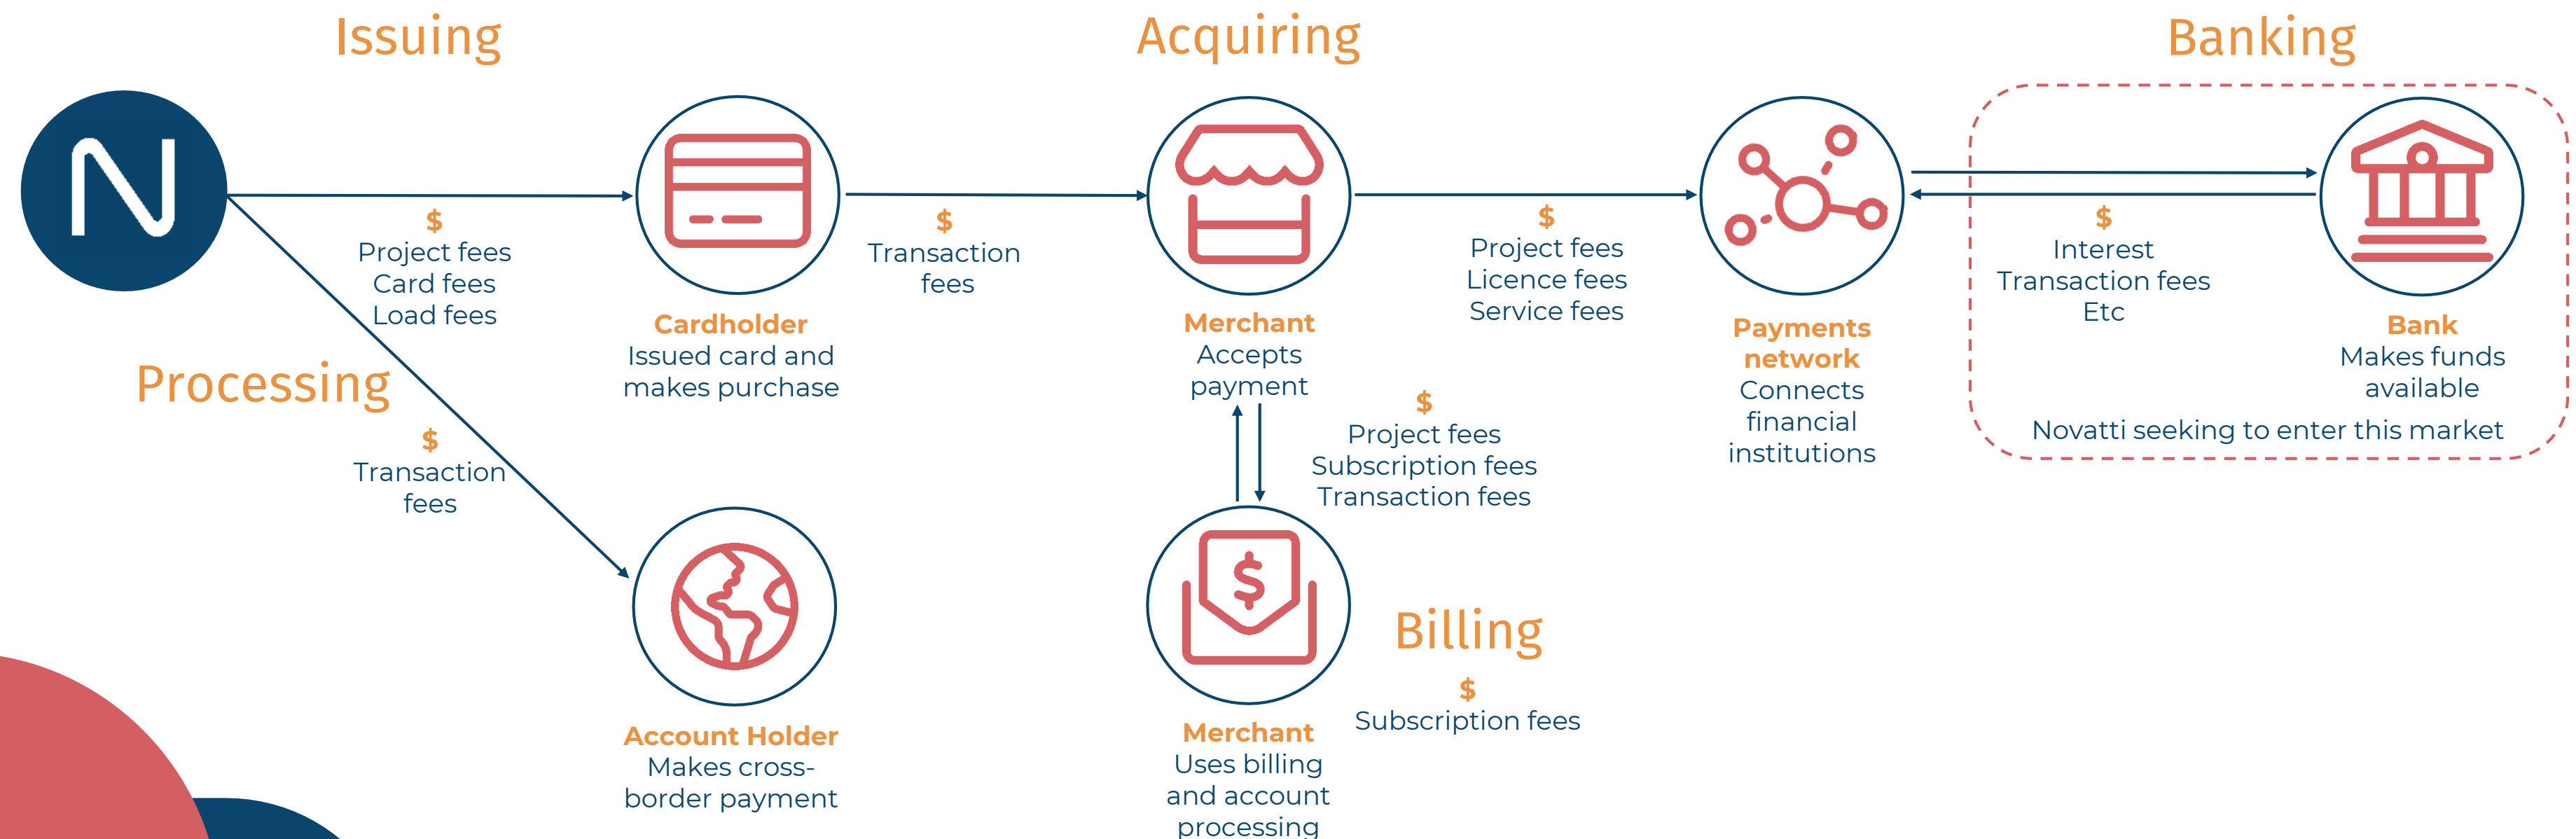 Issuing
Acquiring
Banking
N
$
Project fees
Card fees
Load fees
$
Transaction
fees
$
Project fees
Licence fees
Service fees
$
Interest
Transaction fees
Etc
Cardholder
Issued card and
makes purchase
Merchant
Accepts
payment
Payments
network
Connects
financial
institutions
Bank
Makes funds
available
Novatti seeking to enter this market
Processing
$
Transaction
fees
$
Project fees
Subscription fees
Transaction fees
$
Billing
$
Subscription fees
Account Holder
Makes cross-
border payment
Merchant
Uses billing
and account
processing